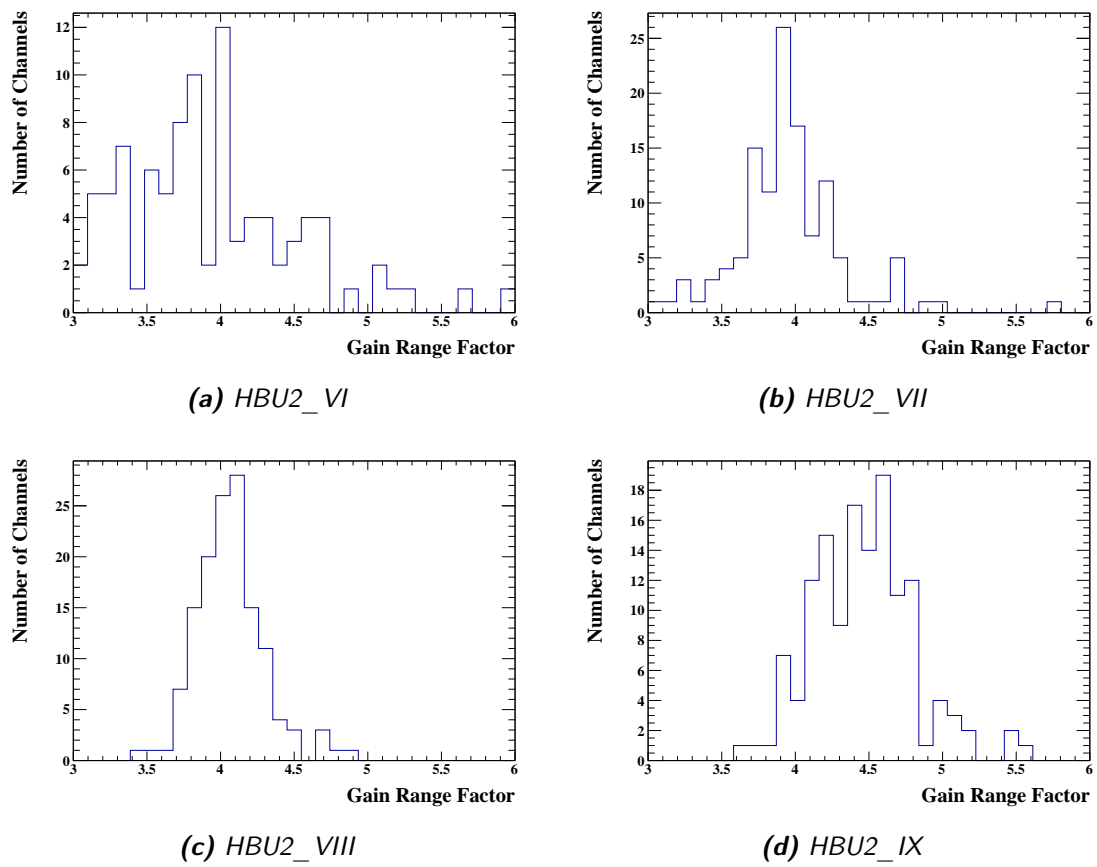 Number of Channels
12
10
8
6
4
2
0
3 3.5 4 4.5 5 5.5 6
Gain Range Factor
(a) HBU2_VI
Number of Channels
25
20
15
10
5
0
3 3.5 4 4.5 5 5.5 6
Gain Range Factor
(b) HBU2_VII
Number of Channels
25
20
15
10
5
0
3 3.5 4 4.5 5 5.5 6
Gain Range Factor
(c) HBU2_VIII
Number of Channels
18
16
14
12
10
8
6
4
2
0
3 3.5 4 4.5 5 5.5 6
Gain Range Factor
(d) HBU2_IX